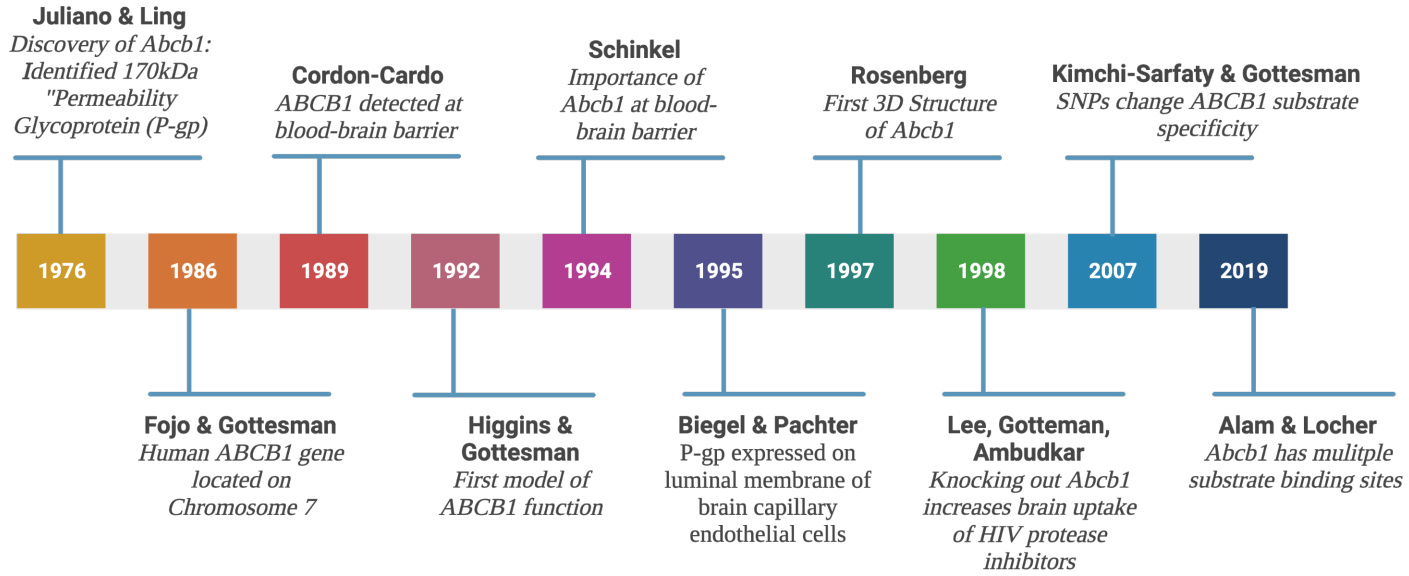 Juliano & Ling
Discovery of Abcb1:
Identified 170kDa
"Permeability
Glycoprotein (P-gp)
Cordon-Cardo
ABCB1 detected at
blood-brain barrier
Schinkel
Importance of
Abcb1 at blood-
brain barrier
Rosenberg
First 3D Structure
of Abcb1
Kimchi-Sarfaty & Gottesman
SNPs change ABCB1 substrate
specificity
1976
1986
1989
1992
1994
1995
1997
1998
2007
2019
Fojo & Gottesman
Human ABCB1 gene
located on
Chromosome 7
Higgins &
Gottesman
First model of
ABCB1 function
Biegel & Pachter
P-gp expressed on
luminal membrane of
brain capillary
endothelial cells
Lee, Gotteman,
Ambudkar
Knocking out Abcb1
increases brain uptake
of HIV protease
inhibitors
Alam & Locher
Abcb1 has mulitple
substrate binding sites